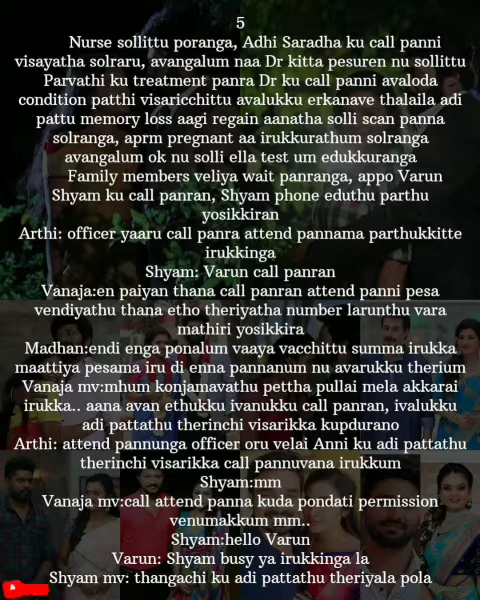 5
Nurse sollittu poranga, Adhi Saradha ku call panni
visayatha solraru, avangalum naa Dr kitta pesuren nu sollittu
Parvathi ku treatment panra Dr ku call panni avaloda
condition patthi visaricchittu avalukku erkanave thalaila adi
pattu memory loss aagi regain aanatha solli scan panna
solranga, aprm pregnant aa irukkurathum solranga
avangalum ok nu solli ella test um edukkuranga
Family members veliya wait panranga, appo Varun
Shyam ku call panran, Shyam phone eduthu parthu
yosikkiran
Arthi: officer yaaru call panra attend pannama parthukkitte
irukkinga
Shyam: Varun call panran
Vanaja:en paiyan thana call panran attend panni pesa
vendiyathu thana etho theriyatha number larunthu vara
mathiri yosikkira
Madhan:endi enga ponalum vaaya vacchittu summa irukka
maattiya pesama iru di enna pannanum nu avarukku therium
Vanaja mv:mhum konjamavathu pettha pullai mela akkarai
irukka.. aana avan ethukku ivanukku call panran, ivalukku
adi pattathu therinchi visarikka kupdurano
Arthi: attend pannunga officer oru velai Anni ku adi pattathu
therinchi visarikka call pannuvana irukkum
Shyam:mm
Vanaja mv:call attend panna kuda pondati permission
venumakkum mm..
Shyam:hello Varun
Varun: Shyam busy ya irukkinga la
Shyam mv: thangachi ku adi pattathu theriyala pola